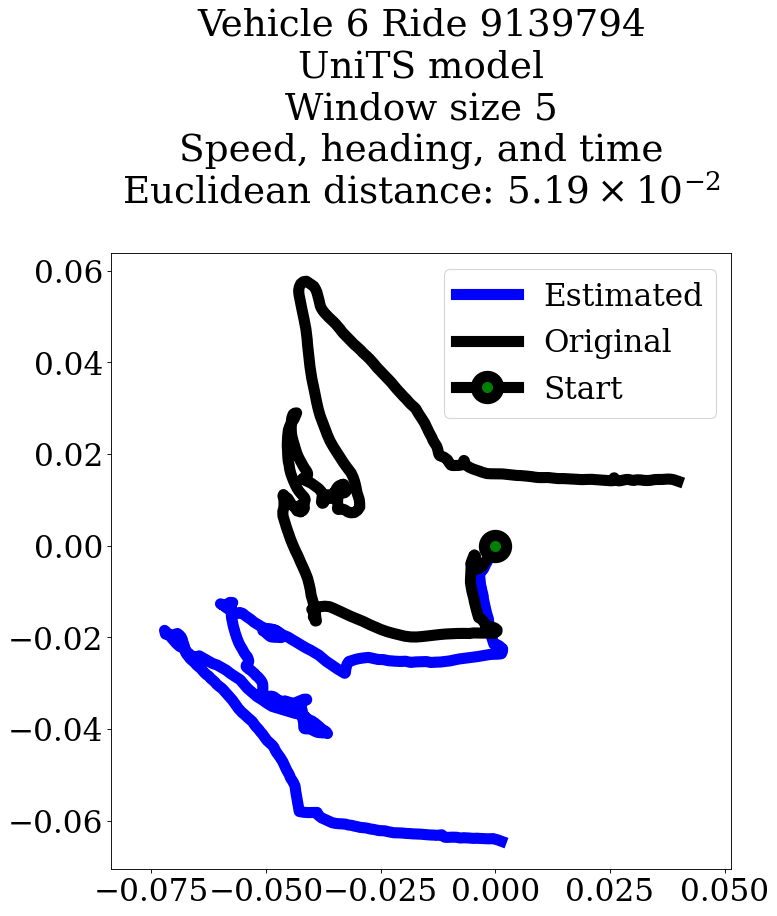 Vehicle 6 Ride 9139794
UniTS model
Window size 5
Speed, heading, and time
Euclidean distance: 5.19 × 10⁻²
Estimated
Original
Start
0.06
0.04
0.02
0.00
−0.02
−0.04
−0.06
−0.075 −0.050 −0.025 0.000 0.025 0.050